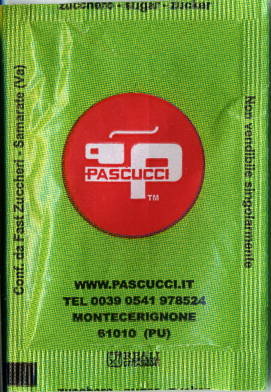 zucchero - sugar - zucker
Conf. da Fast Zuccheri - Samarate (Va)
Non vendibile singolarmente
PASCUCCI
TM
WWW.PASCUCCI.IT
TEL 0039 0541 978524
MONTECERIGNONE
61010 (PU)